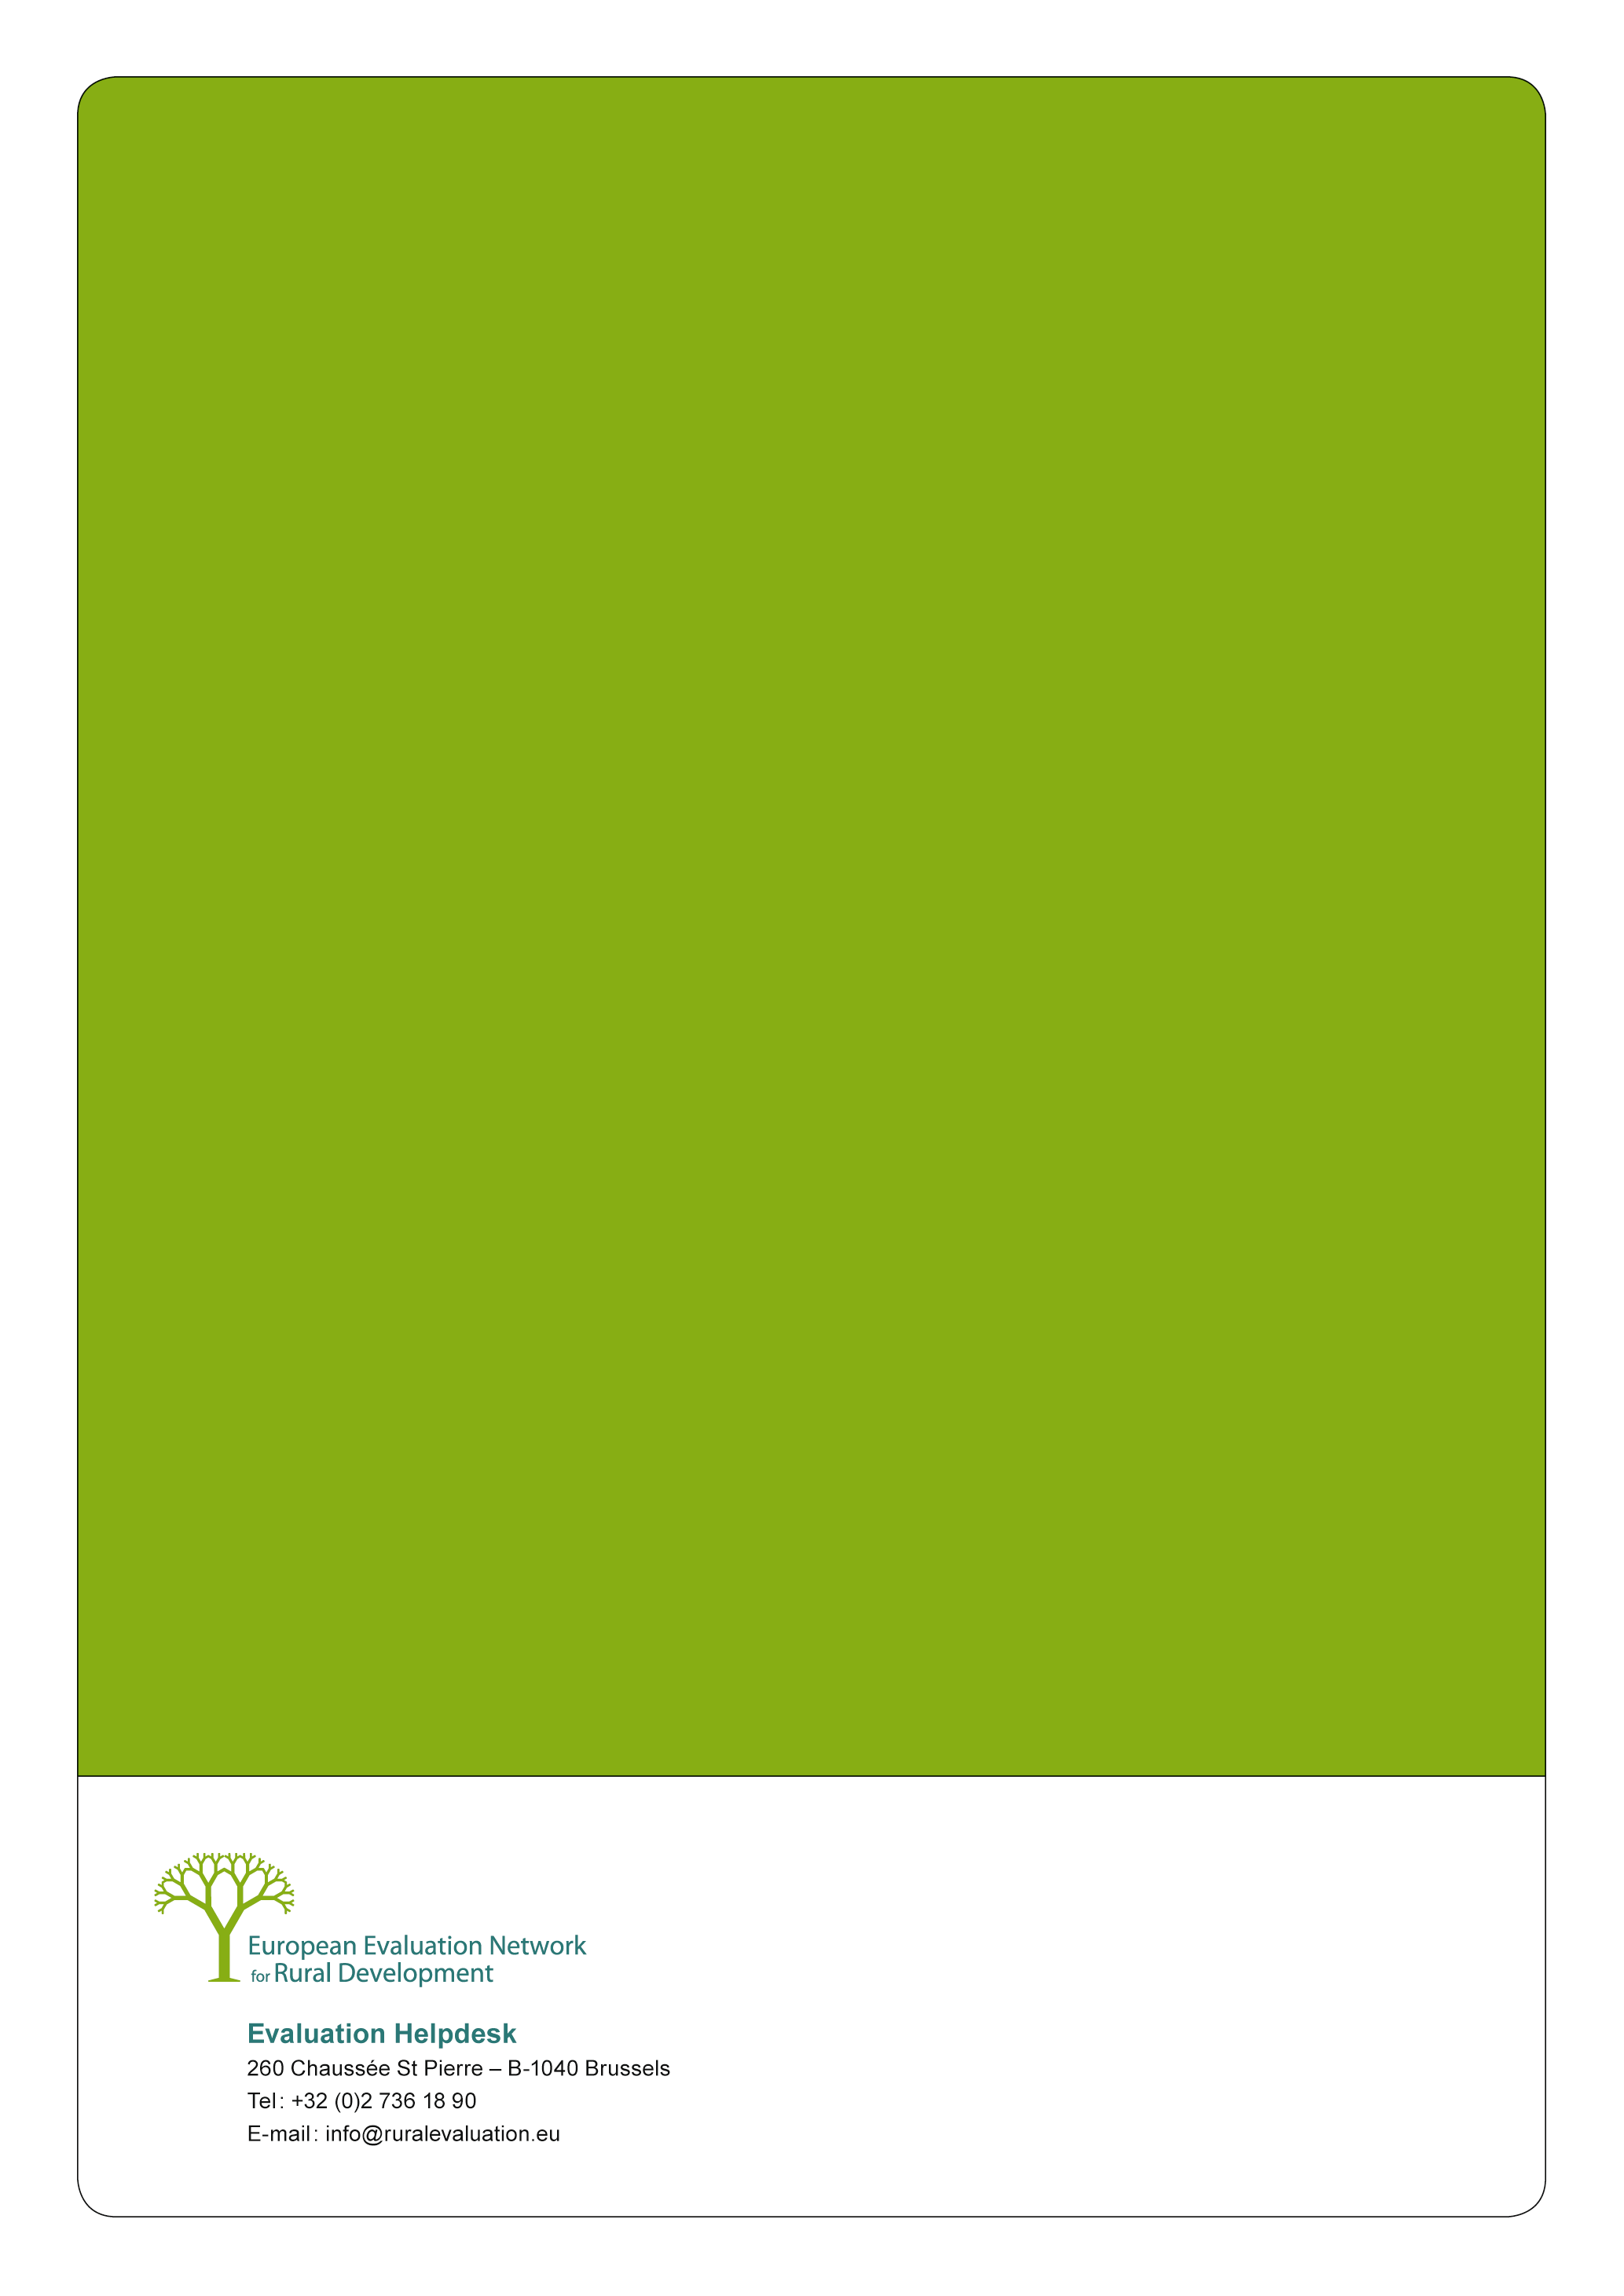 European Evaluation Network
for Rural Development
Evaluation Helpdesk
260 Chaussée St Pierre – B-1040 Brussels
Tel : +32 (0)2 736 18 90
E-mail : info@ruralevaluation.eu